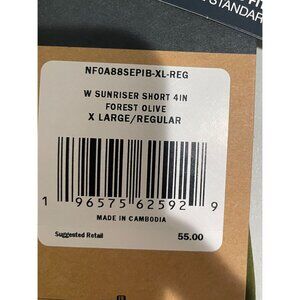 STANDARD
NF0A88SEPIB-XL-REG
W SUNRISER SHORT 4IN
FOREST OLIVE
X LARGE/REGULAR
1 96575 62592 9
MADE IN CAMBODIA
Suggested Retail 55.00